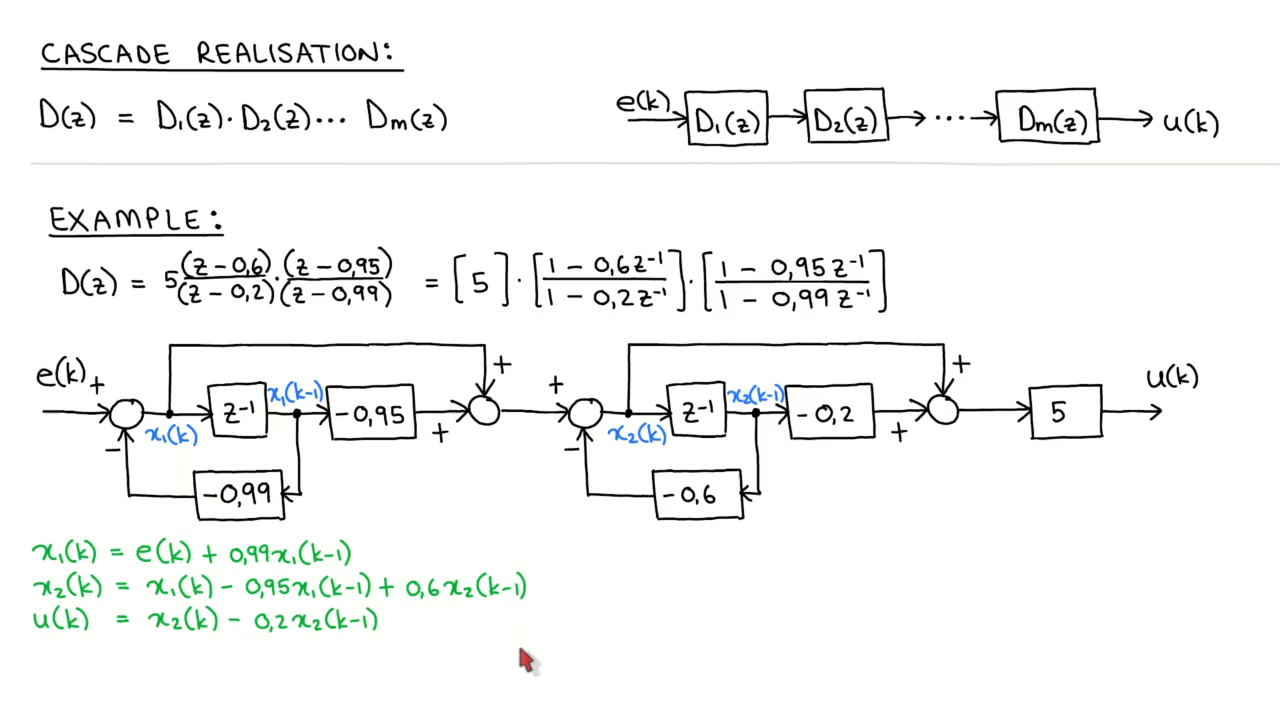 CASCADE REALISATION:
D(z) = D₁(z)·D₂(z)··· Dₘ(z)
e(k) D₁(z) D₂(z) ··· Dₘ(z) u(k)
EXAMPLE:
D(z) = 5 (z-0,6)/(z-0,2) · (z-0,95)/(z-0,99) = [5] · [1 - 0,6z⁻¹ / 1 - 0,2z⁻¹] · [1 - 0,95z⁻¹ / 1 - 0,99z⁻¹]
+ +
e(k) + + u(k)
z⁻¹ x₁(k-1) -0,95 z⁻¹ x₂(k-1) -0,2 5
x₁(k) + x₂(k) +
- -
-0,99 -0,6
x₁(k) = e(k) + 0,99x₁(k-1)
x₂(k) = x₁(k) - 0,95x₁(k-1) + 0,6x₂(k-1)
u(k) = x₂(k) - 0,2x₂(k-1)